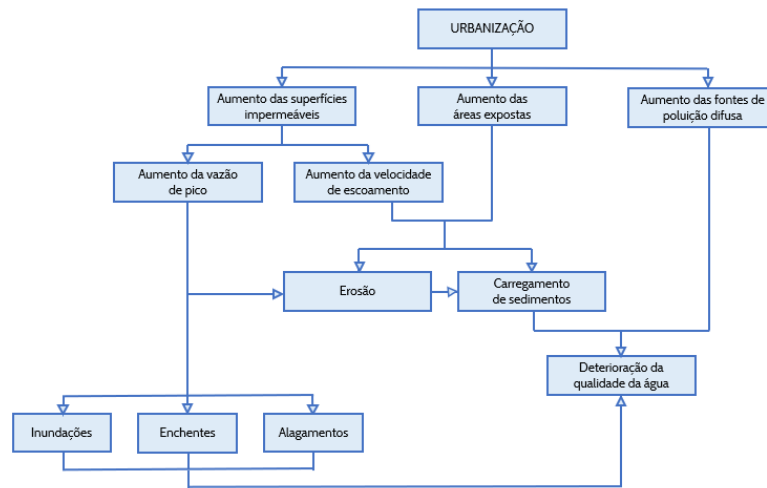 URBANIZAÇÃO
Aumento das superfícies
impermeáveis
Aumento das
áreas expostas
Aumento das fontes de
poluição difusa
Aumento da vazão
de pico
Aumento da velocidade
de escoamento
Erosão
Carregamento
de sedimentos
Deterioração da
qualidade da água
Inundações
Enchentes
Alagamentos